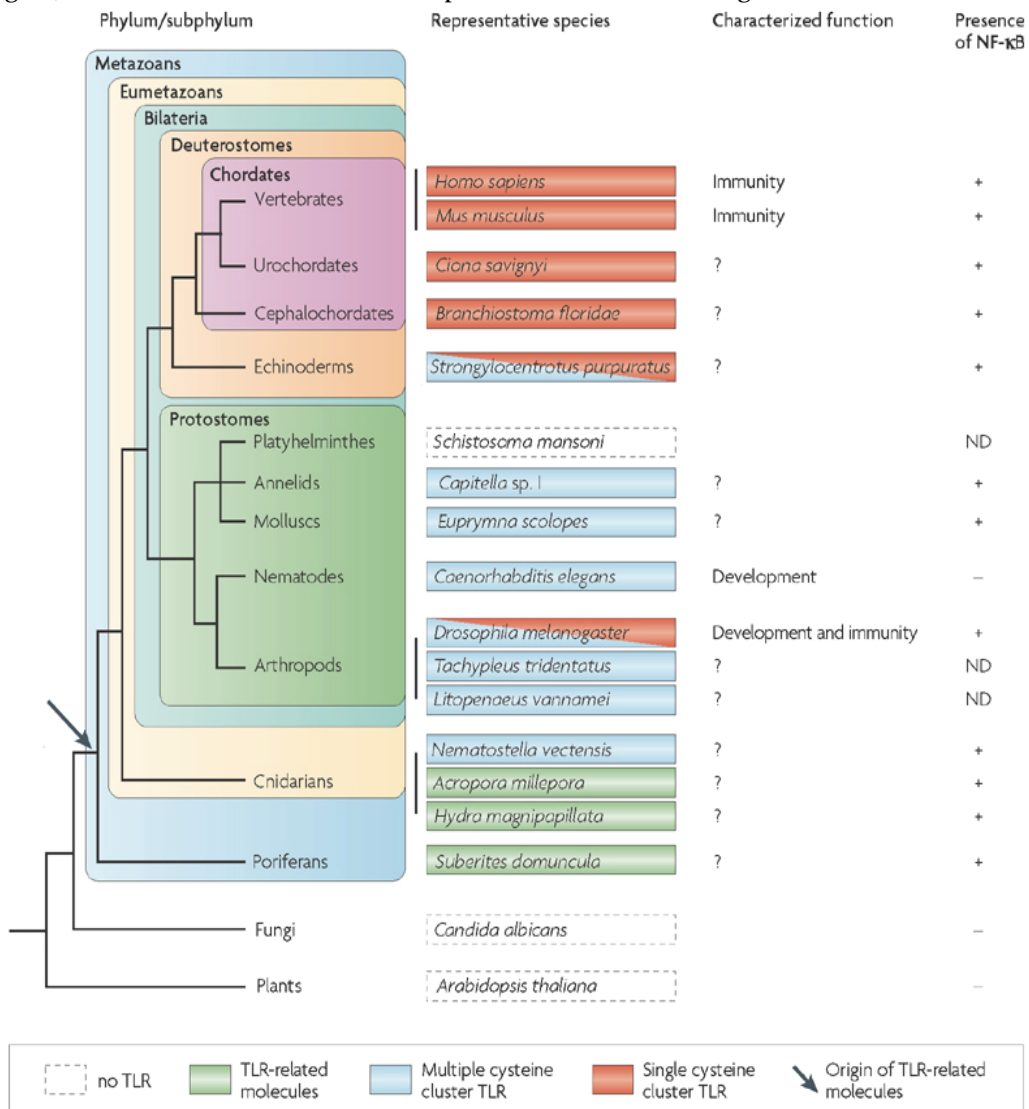 Phylum/subphylum Representative species Characterized function Presence of NF-κB
Metazoans
Eumetazoans
Bilateria
Deuterostomes
Chordates
Vertebrates Homo sapiens Immunity +
Mus musculus Immunity +
Urochordates Ciona savignyi ? +
Cephalochordates Branchiostoma floridae ? +
Echinoderms Strongylocentrotus purpuratus ? +
Protostomes
Platyhelminthes Schistosoma mansoni ND
Annelids Capitella sp. I ? +
Molluscs Euprymna scolopes ? +
Nematodes Caenorhabditis elegans Development –
Drosophila melanogaster Development and immunity +
Arthropods Tachypleus tridentatus ? ND
Litopenaeus vannamei ? ND
Nematostella vectensis ? +
Cnidarians Acropora millepora ? +
Hydra magnipapillata ? +
Poriferans Suberites domuncula ? +
Fungi Candida albicans –
Plants Arabidopsis thaliana –
no TLR
TLR-related molecules
Multiple cysteine cluster TLR
Single cysteine cluster TLR
Origin of TLR-related molecules